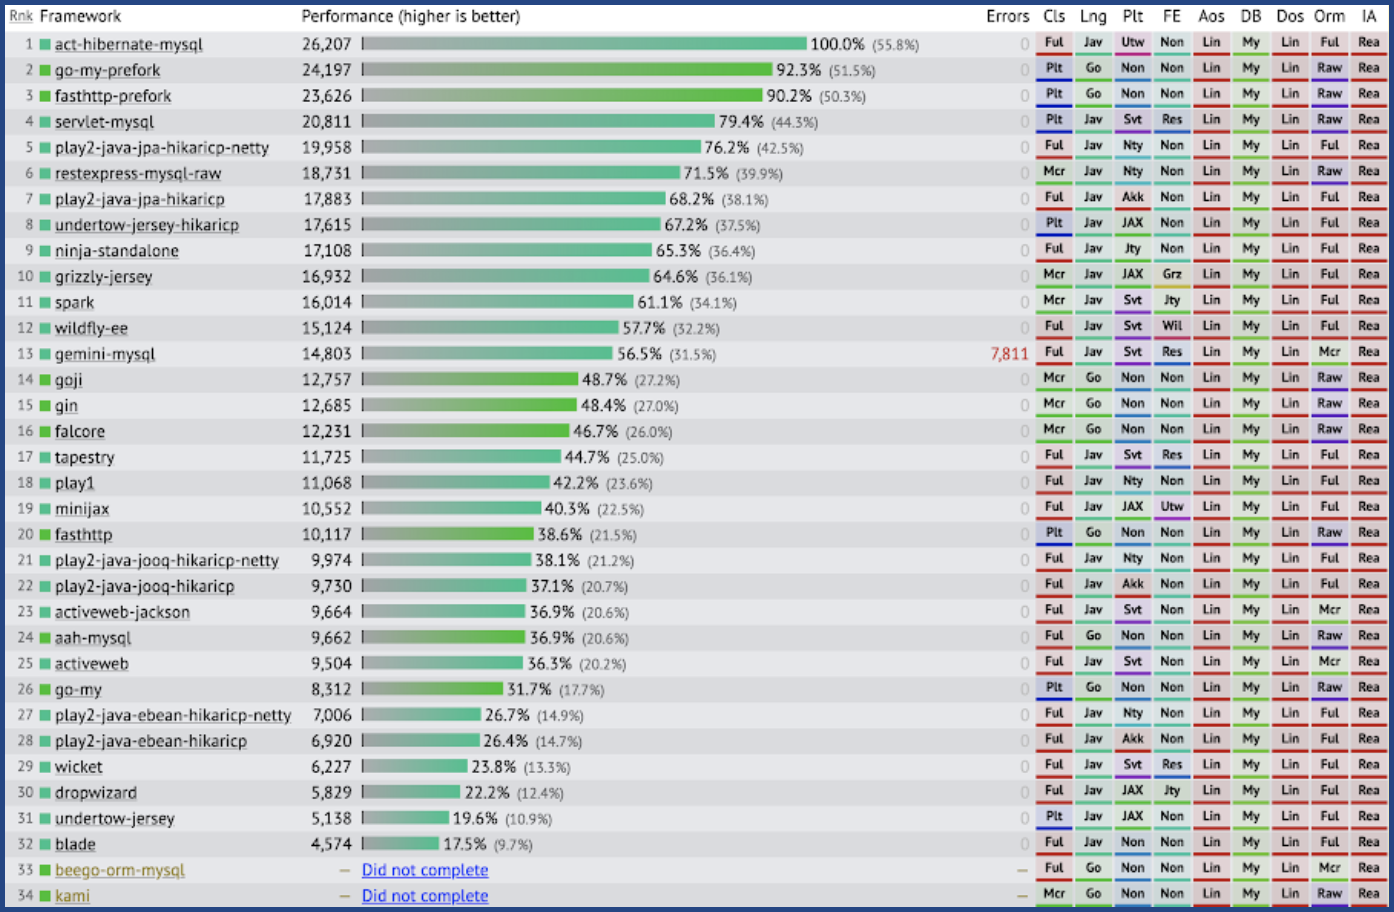 Rnk Framework Performance (higher is better) Errors Cls Lng Plt FE Aos DB Dos Orm IA
1 act-hibernate-mysql 26,207 100.0% (55.8%) 0 Ful Jav Utw Non Lin My Lin Ful Rea
2 go-my-prefork 24,197 92.3% (51.5%) 0 Plt Go Non Non Lin My Lin Raw Rea
3 fasthttp-prefork 23,626 90.2% (50.3%) 0 Plt Go Non Non Lin My Lin Raw Rea
4 servlet-mysql 20,811 79.4% (44.3%) 0 Plt Jav Svt Res Lin My Lin Raw Rea
5 play2-java-jpa-hikaricp-netty 19,958 76.2% (42.5%) 0 Ful Jav Nty Non Lin My Lin Ful Rea
6 restexpress-mysql-raw 18,731 71.5% (39.9%) 0 Mcr Jav Nty Non Lin My Lin Raw Rea
7 play2-java-jpa-hikaricp 17,883 68.2% (38.1%) 0 Ful Jav Akk Non Lin My Lin Ful Rea
8 undertow-jersey-hikaricp 17,615 67.2% (37.5%) 0 Plt Jav JAX Non Lin My Lin Ful Rea
9 ninja-standalone 17,108 65.3% (36.4%) 0 Ful Jav Jty Non Lin My Lin Ful Rea
10 grizzly-jersey 16,932 64.6% (36.1%) 0 Mcr Jav JAX Grz Lin My Lin Ful Rea
11 spark 16,014 61.1% (34.1%) 0 Mcr Jav Svt Jty Lin My Lin Ful Rea
12 wildfly-ee 15,124 57.7% (32.2%) 0 Ful Jav Svt Wil Lin My Lin Ful Rea
13 gemini-mysql 14,803 56.5% (31.5%) 7,811 Ful Jav Svt Res Lin My Lin Mcr Rea
14 goji 12,757 48.7% (27.2%) 0 Mcr Go Non Non Lin My Lin Raw Rea
15 gin 12,685 48.4% (27.0%) 0 Mcr Go Non Non Lin My Lin Raw Rea
16 falcore 12,231 46.7% (26.0%) 0 Mcr Go Non Non Lin My Lin Raw Rea
17 tapestry 11,725 44.7% (25.0%) 0 Ful Jav Svt Res Lin My Lin Ful Rea
18 play1 11,068 42.2% (23.6%) 0 Ful Jav Nty Non Lin My Lin Ful Rea
19 minijax 10,552 40.3% (22.5%) 0 Ful Jav JAX Utw Lin My Lin Ful Rea
20 fasthttp 10,117 38.6% (21.5%) 0 Plt Go Non Non Lin My Lin Raw Rea
21 play2-java-jooq-hikaricp-netty 9,974 38.1% (21.2%) 0 Ful Jav Nty Non Lin My Lin Ful Rea
22 play2-java-jooq-hikaricp 9,730 37.1% (20.7%) 0 Ful Jav Akk Non Lin My Lin Ful Rea
23 activeweb-jackson 9,664 36.9% (20.6%) 0 Ful Jav Svt Non Lin My Lin Mcr Rea
24 aah-mysql 9,662 36.9% (20.6%) 0 Ful Go Non Non Lin My Lin Raw Rea
25 activeweb 9,504 36.3% (20.2%) 0 Ful Jav Svt Non Lin My Lin Mcr Rea
26 go-my 8,312 31.7% (17.7%) 0 Plt Go Non Non Lin My Lin Raw Rea
27 play2-java-ebean-hikaricp-netty 7,006 26.7% (14.9%) 0 Ful Jav Nty Non Lin My Lin Ful Rea
28 play2-java-ebean-hikaricp 6,920 26.4% (14.7%) 0 Ful Jav Akk Non Lin My Lin Ful Rea
29 wicket 6,227 23.8% (13.3%) 0 Ful Jav Svt Res Lin My Lin Ful Rea
30 dropwizard 5,829 22.2% (12.4%) 0 Ful Jav JAX Jty Lin My Lin Ful Rea
31 undertow-jersey 5,138 19.6% (10.9%) 0 Plt Jav JAX Non Lin My Lin Ful Rea
32 blade 4,574 17.5% (9.7%) 0 Ful Jav Non Non Lin My Lin Ful Rea
33 beego-orm-mysql – Did not complete – Ful Go Non Non Lin My Lin Mcr Rea
34 kami – Did not complete – Mcr Go Non Non Lin My Lin Raw Rea